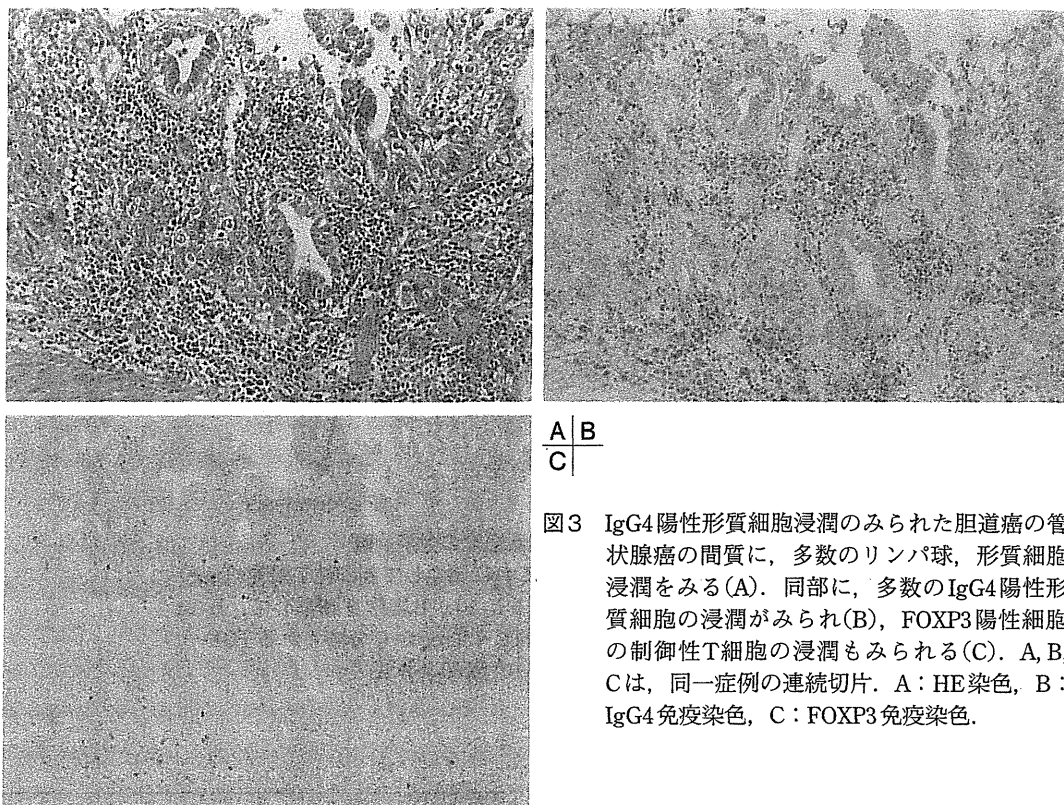 A B
C
図3 IgG4陽性形質細胞浸潤のみられた胆道癌の管
状腺癌の間質に，多数のリンパ球，形質細胞
浸潤をみる(A)．同部に，多数のIgG4陽性形
質細胞の浸潤がみられ(B)，FOXP3陽性細胞
の制御性T細胞の浸潤もみられる(C)．A, B,
Cは，同一症例の連続切片．A：HE染色，B：
IgG4免疫染色，C：FOXP3免疫染色．